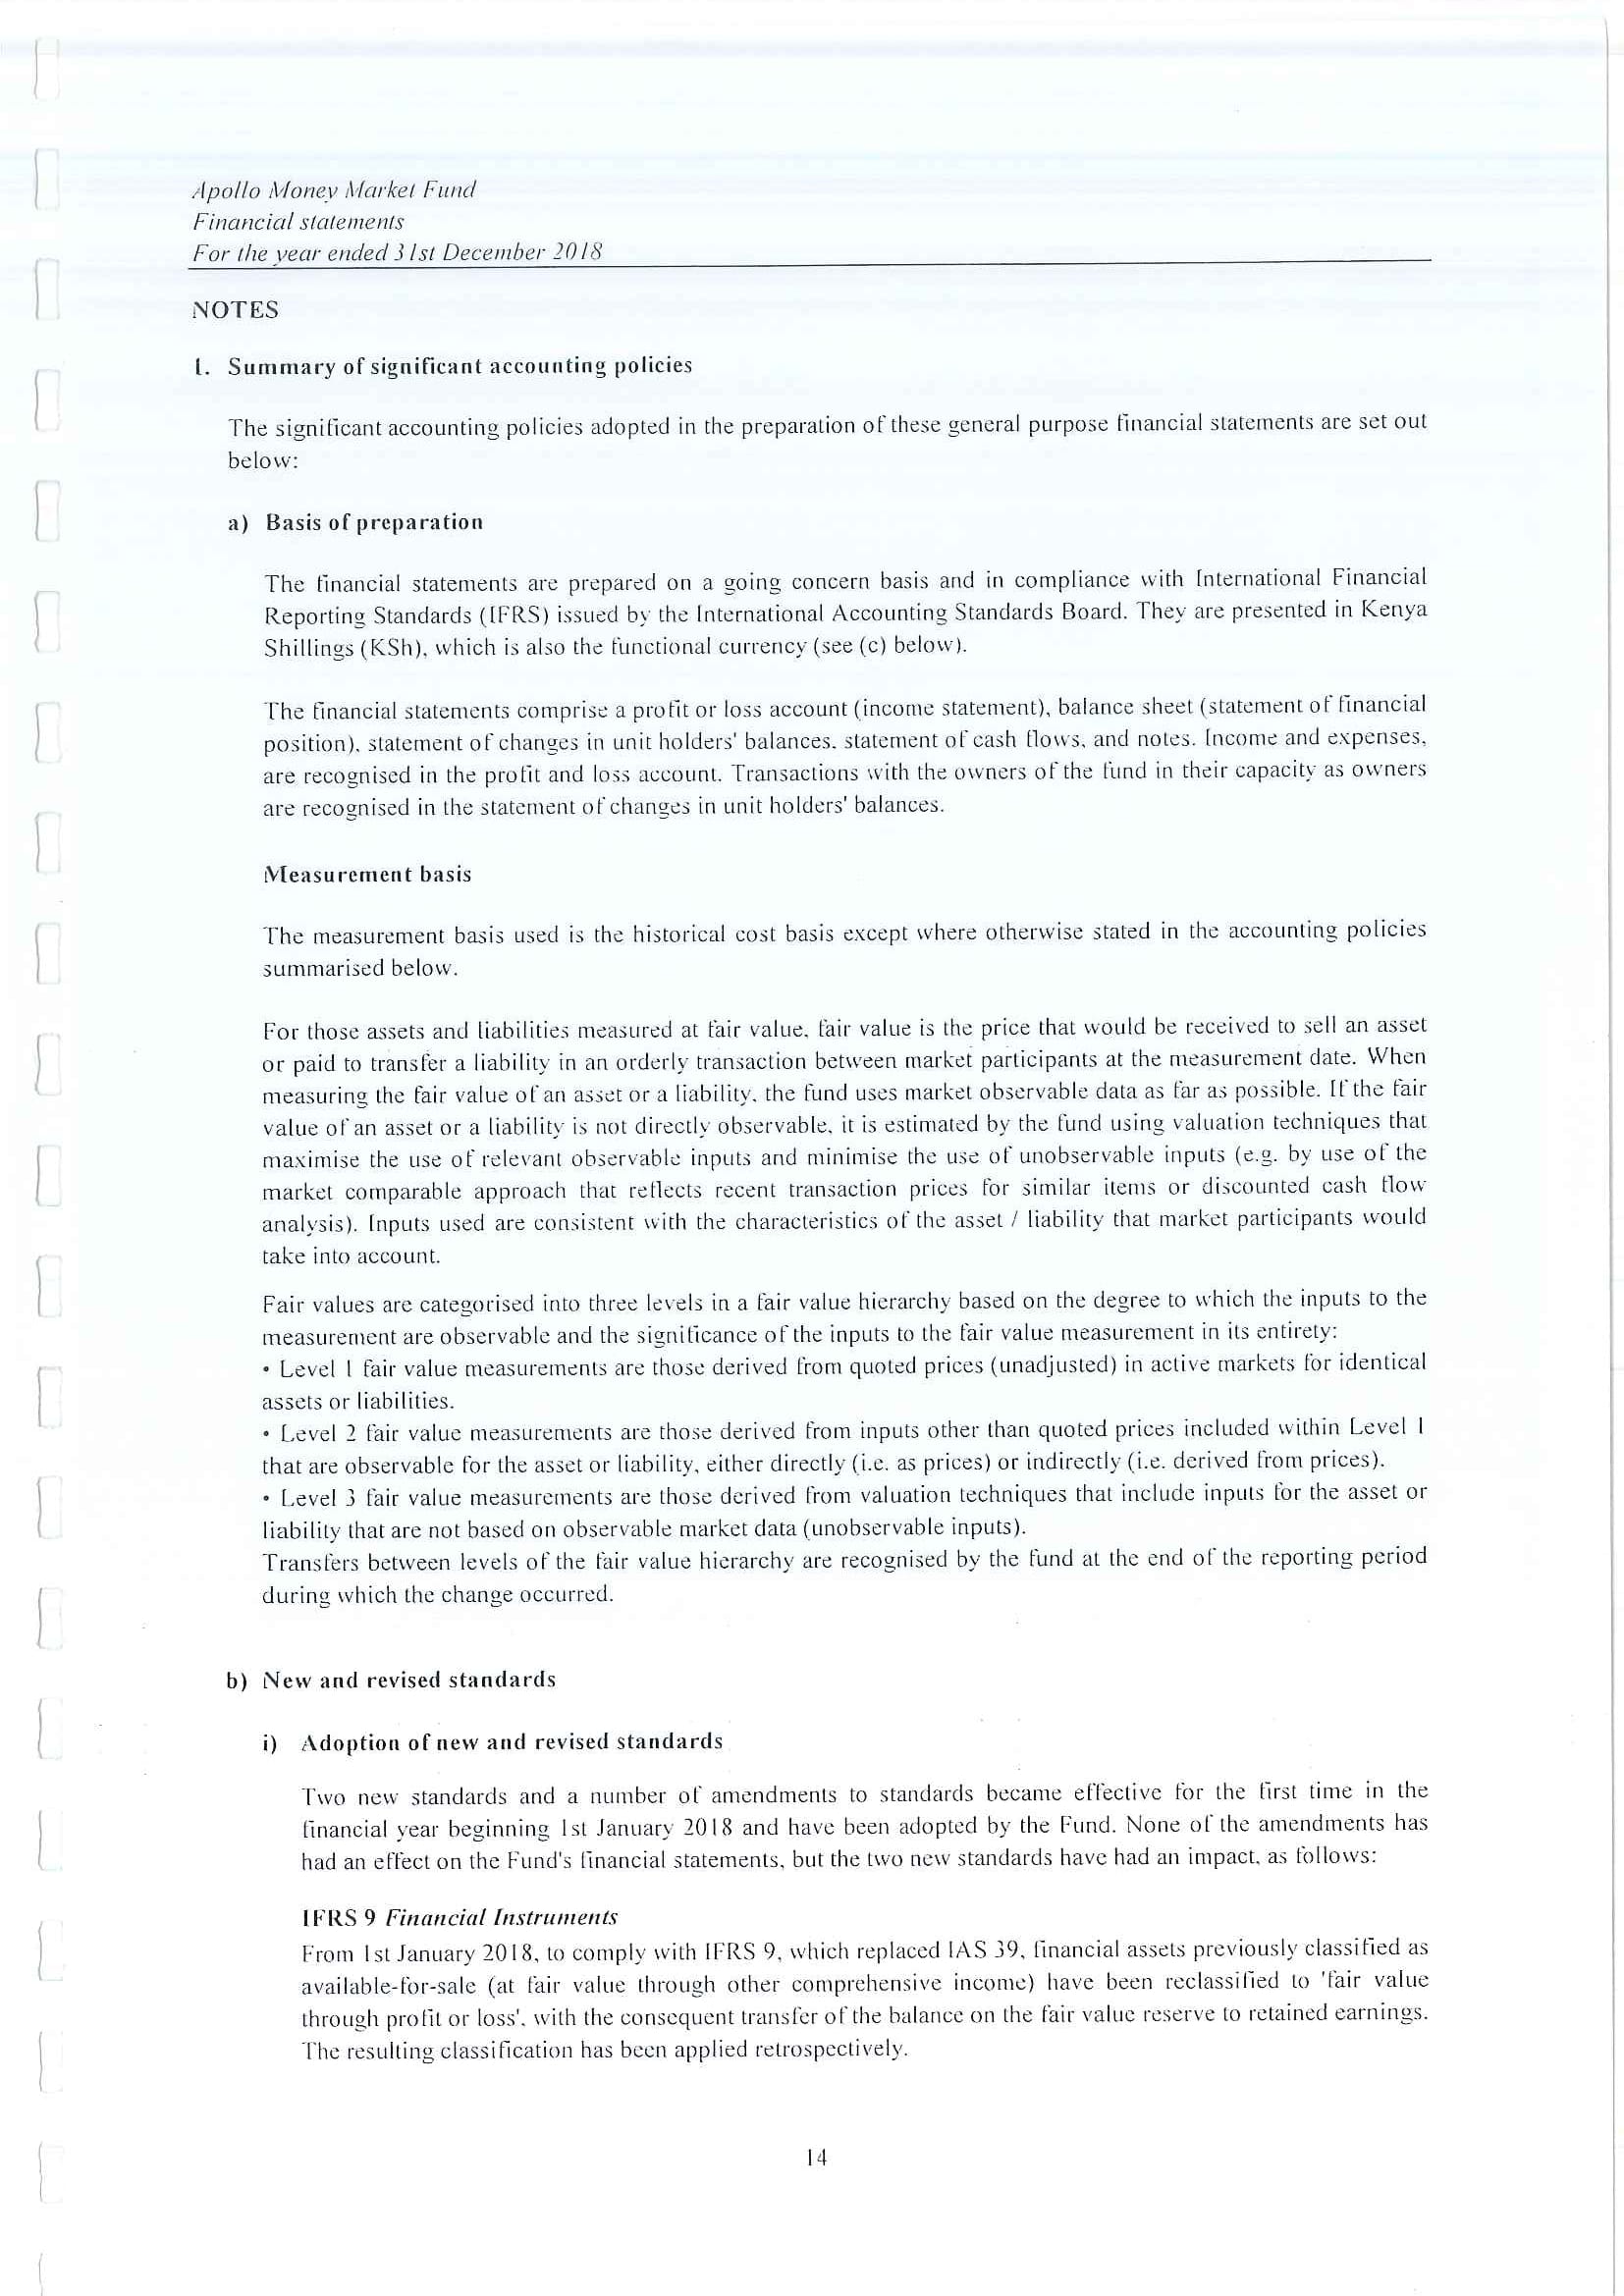 Apollo Money Market Fund
Financial statements
For the year ended 31st December 2018
NOTES
1. Summary of significant accounting policies
The significant accounting policies adopted in the preparation of these general purpose financial statements are set out
below:
a) Basis of preparation
The financial statements are prepared on a going concern basis and in compliance with International Financial
Reporting Standards (IFRS) issued by the International Accounting Standards Board. They are presented in Kenya
Shillings (KSh), which is also the functional currency (see (c) below).
The financial statements comprise a profit or loss account (income statement), balance sheet (statement of financial
position), statement of changes in unit holders' balances. statement of cash flows, and notes. Income and expenses,
are recognised in the profit and loss account. Transactions with the owners of the fund in their capacity as owners
are recognised in the statement of changes in unit holders' balances.
Measurement basis
The measurement basis used is the historical cost basis except where otherwise stated in the accounting policies
summarised below.
For those assets and liabilities measured at fair value, fair value is the price that would be received to sell an asset
or paid to transfer a liability in an orderly transaction between market participants at the measurement date. When
measuring the fair value of an asset or a liability, the fund uses market observable data as far as possible. If the fair
value of an asset or a liability is not directly observable, it is estimated by the fund using valuation techniques that
maximise the use of relevant observable inputs and minimise the use of unobservable inputs (e.g. by use of the
market comparable approach that reflects recent transaction prices for similar items or discounted cash flow
analysis). Inputs used are consistent with the characteristics of the asset / liability that market participants would
take into account.
Fair values are categorised into three levels in a fair value hierarchy based on the degree to which the inputs to the
measurement are observable and the significance of the inputs to the fair value measurement in its entirety:
• Level 1 fair value measurements are those derived from quoted prices (unadjusted) in active markets for identical
assets or liabilities.
• Level 2 fair value measurements are those derived from inputs other than quoted prices included within Level 1
that are observable for the asset or liability, either directly (i.e. as prices) or indirectly (i.e. derived from prices).
• Level 3 fair value measurements are those derived from valuation techniques that include inputs for the asset or
liability that are not based on observable market data (unobservable inputs).
Transfers between levels of the fair value hierarchy are recognised by the fund at the end of the reporting period
during which the change occurred.
b) New and revised standards
i) Adoption of new and revised standards
Two new standards and a number of amendments to standards became effective for the first time in the
financial year beginning 1st January 2018 and have been adopted by the Fund. None of the amendments has
had an effect on the Fund's financial statements, but the two new standards have had an impact, as follows:
IFRS 9 Financial Instruments
From 1st January 2018, to comply with IFRS 9, which replaced IAS 39, financial assets previously classified as
available-for-sale (at fair value through other comprehensive income) have been reclassified to 'fair value
through profit or loss', with the consequent transfer of the balance on the fair value reserve to retained earnings.
The resulting classification has been applied retrospectively.
14